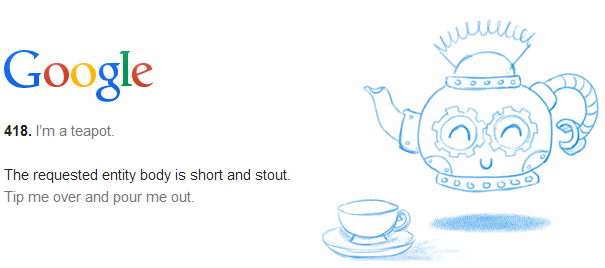 Google
418. I'm a teapot.
The requested entity body is short and stout.
Tip me over and pour me out.